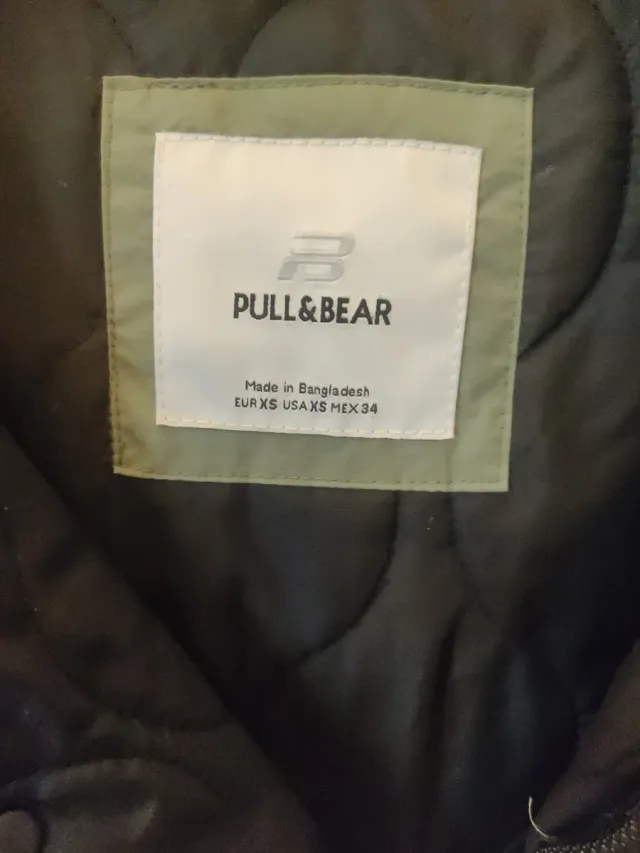 PULL&BEAR
Made in Bangladesh
EUR XS USA XS MEX 34